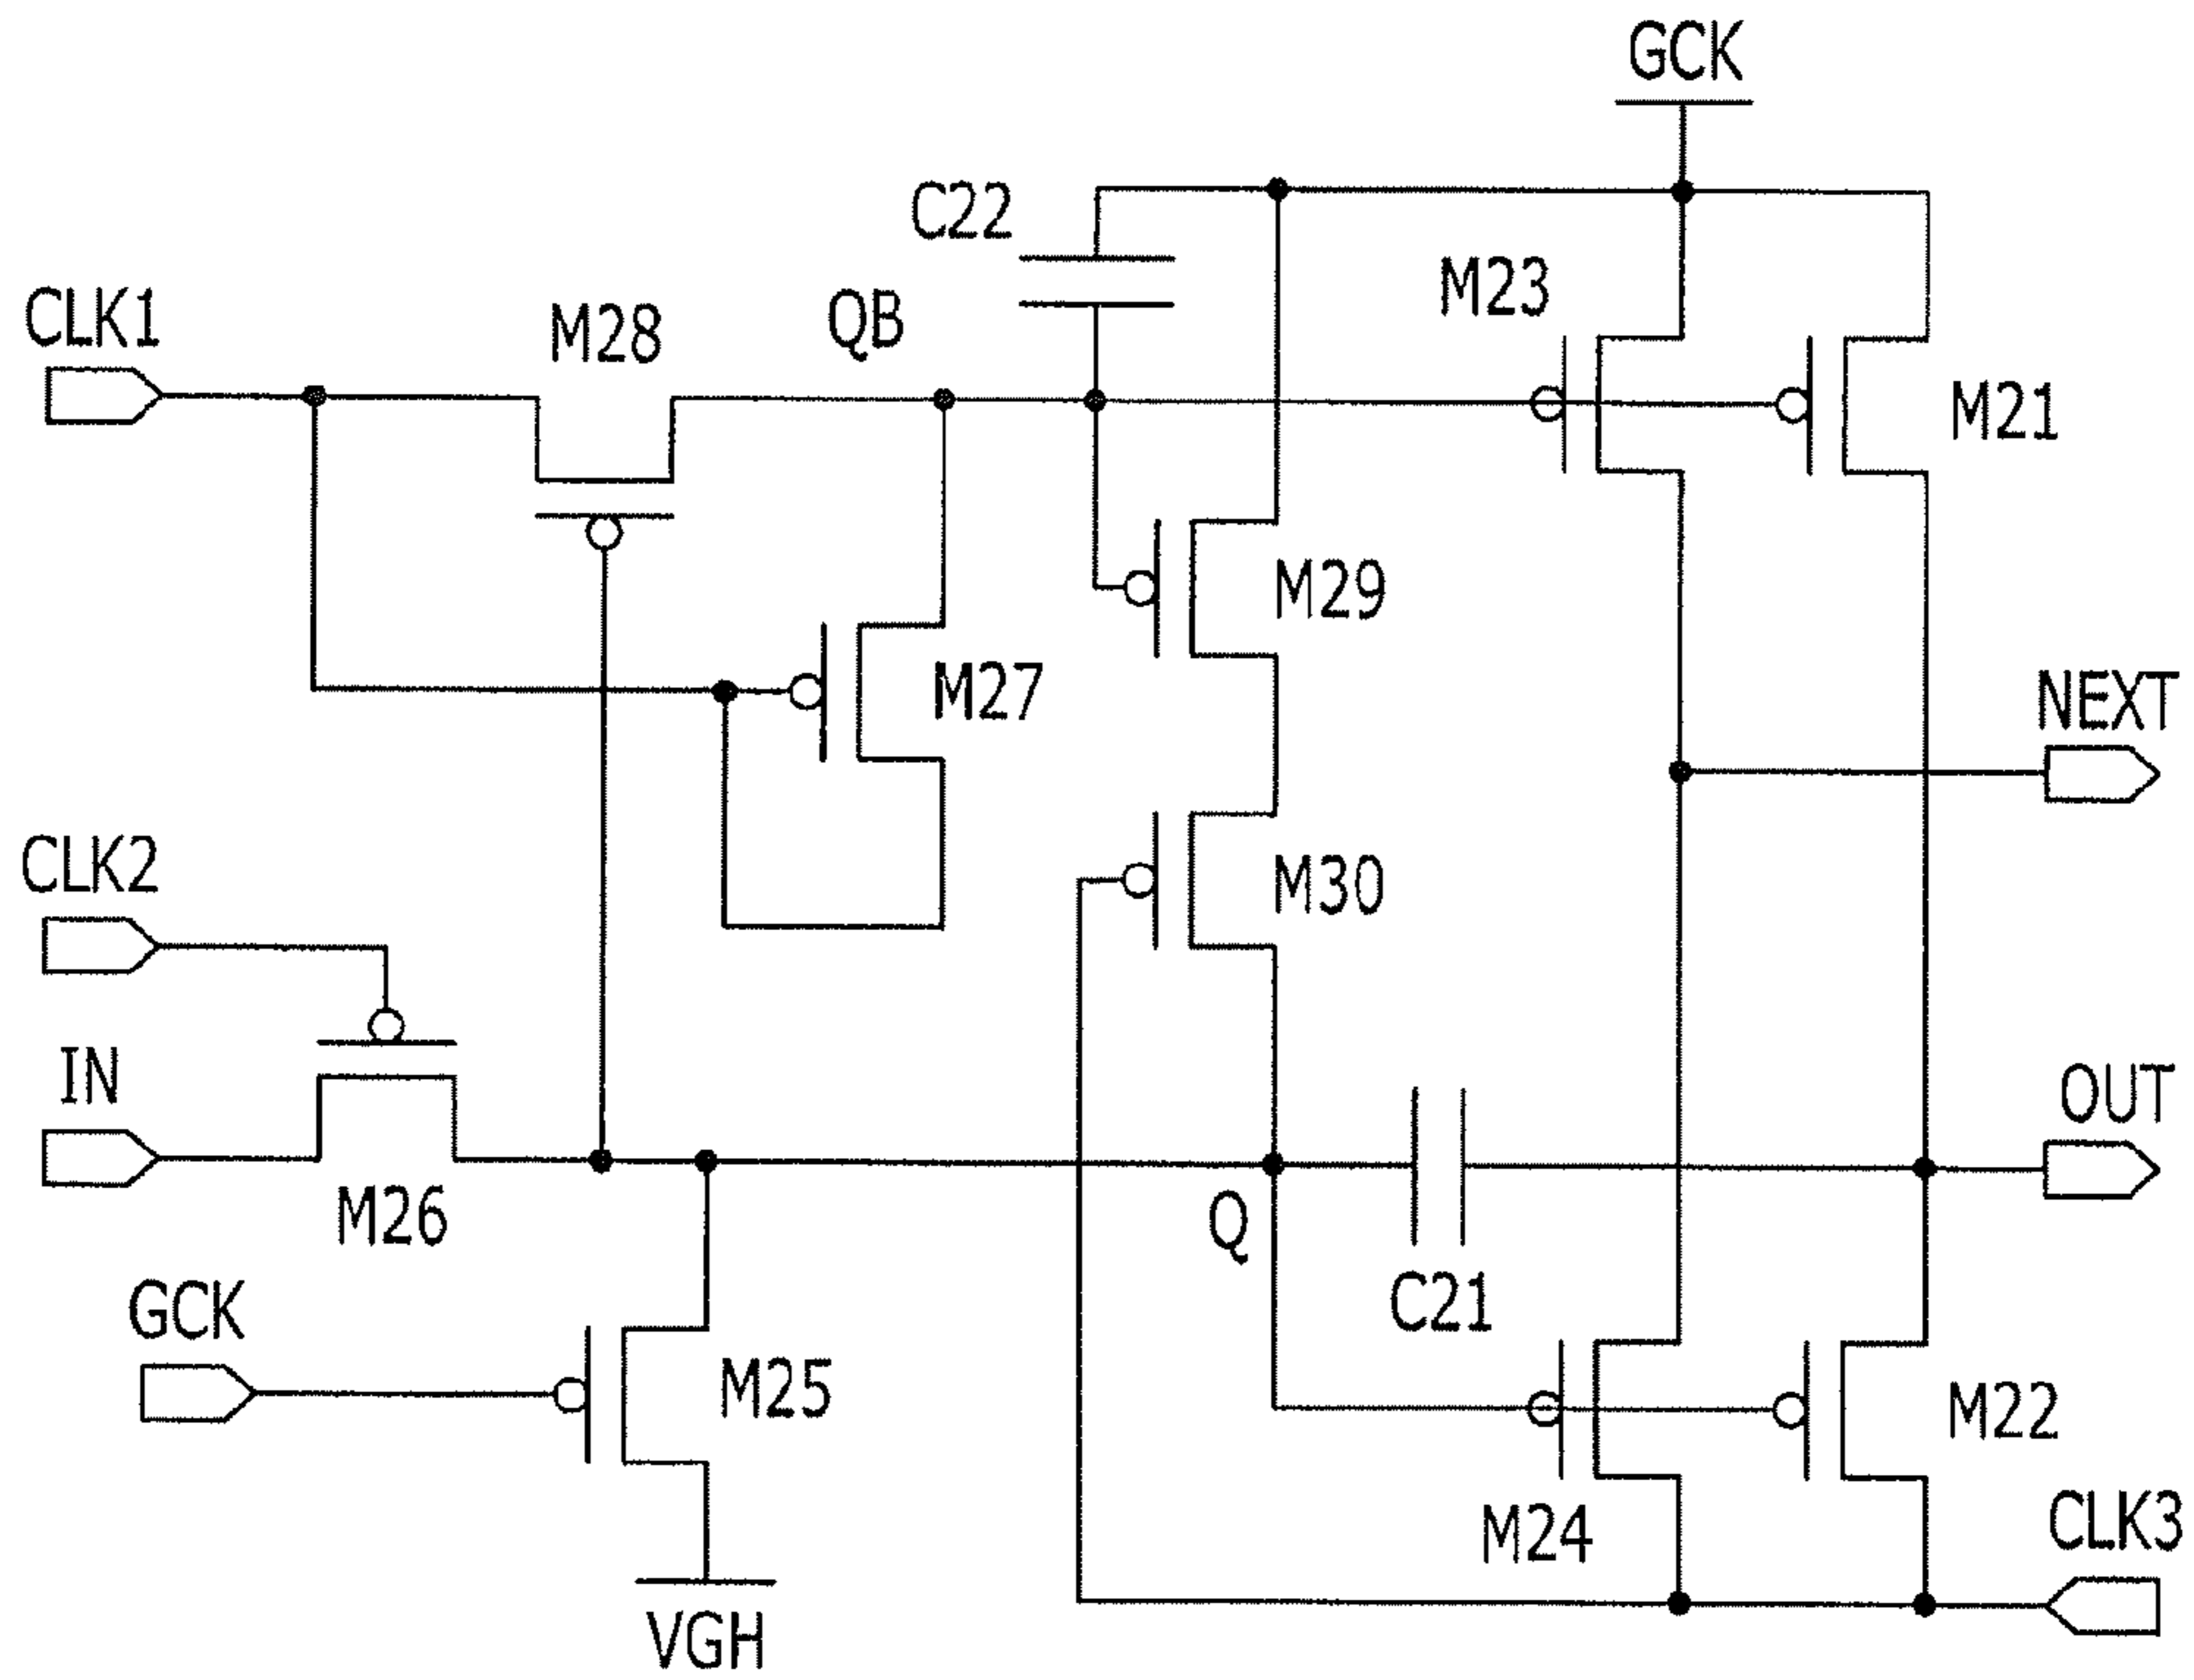 GCK
C22
M23
CLK1
M28
QB
M21
M29
M27
NEXT
CLK2
M30
IN
OUT
M26
Q
GCK
C21
M25
M22
M24
CLK3
VGH